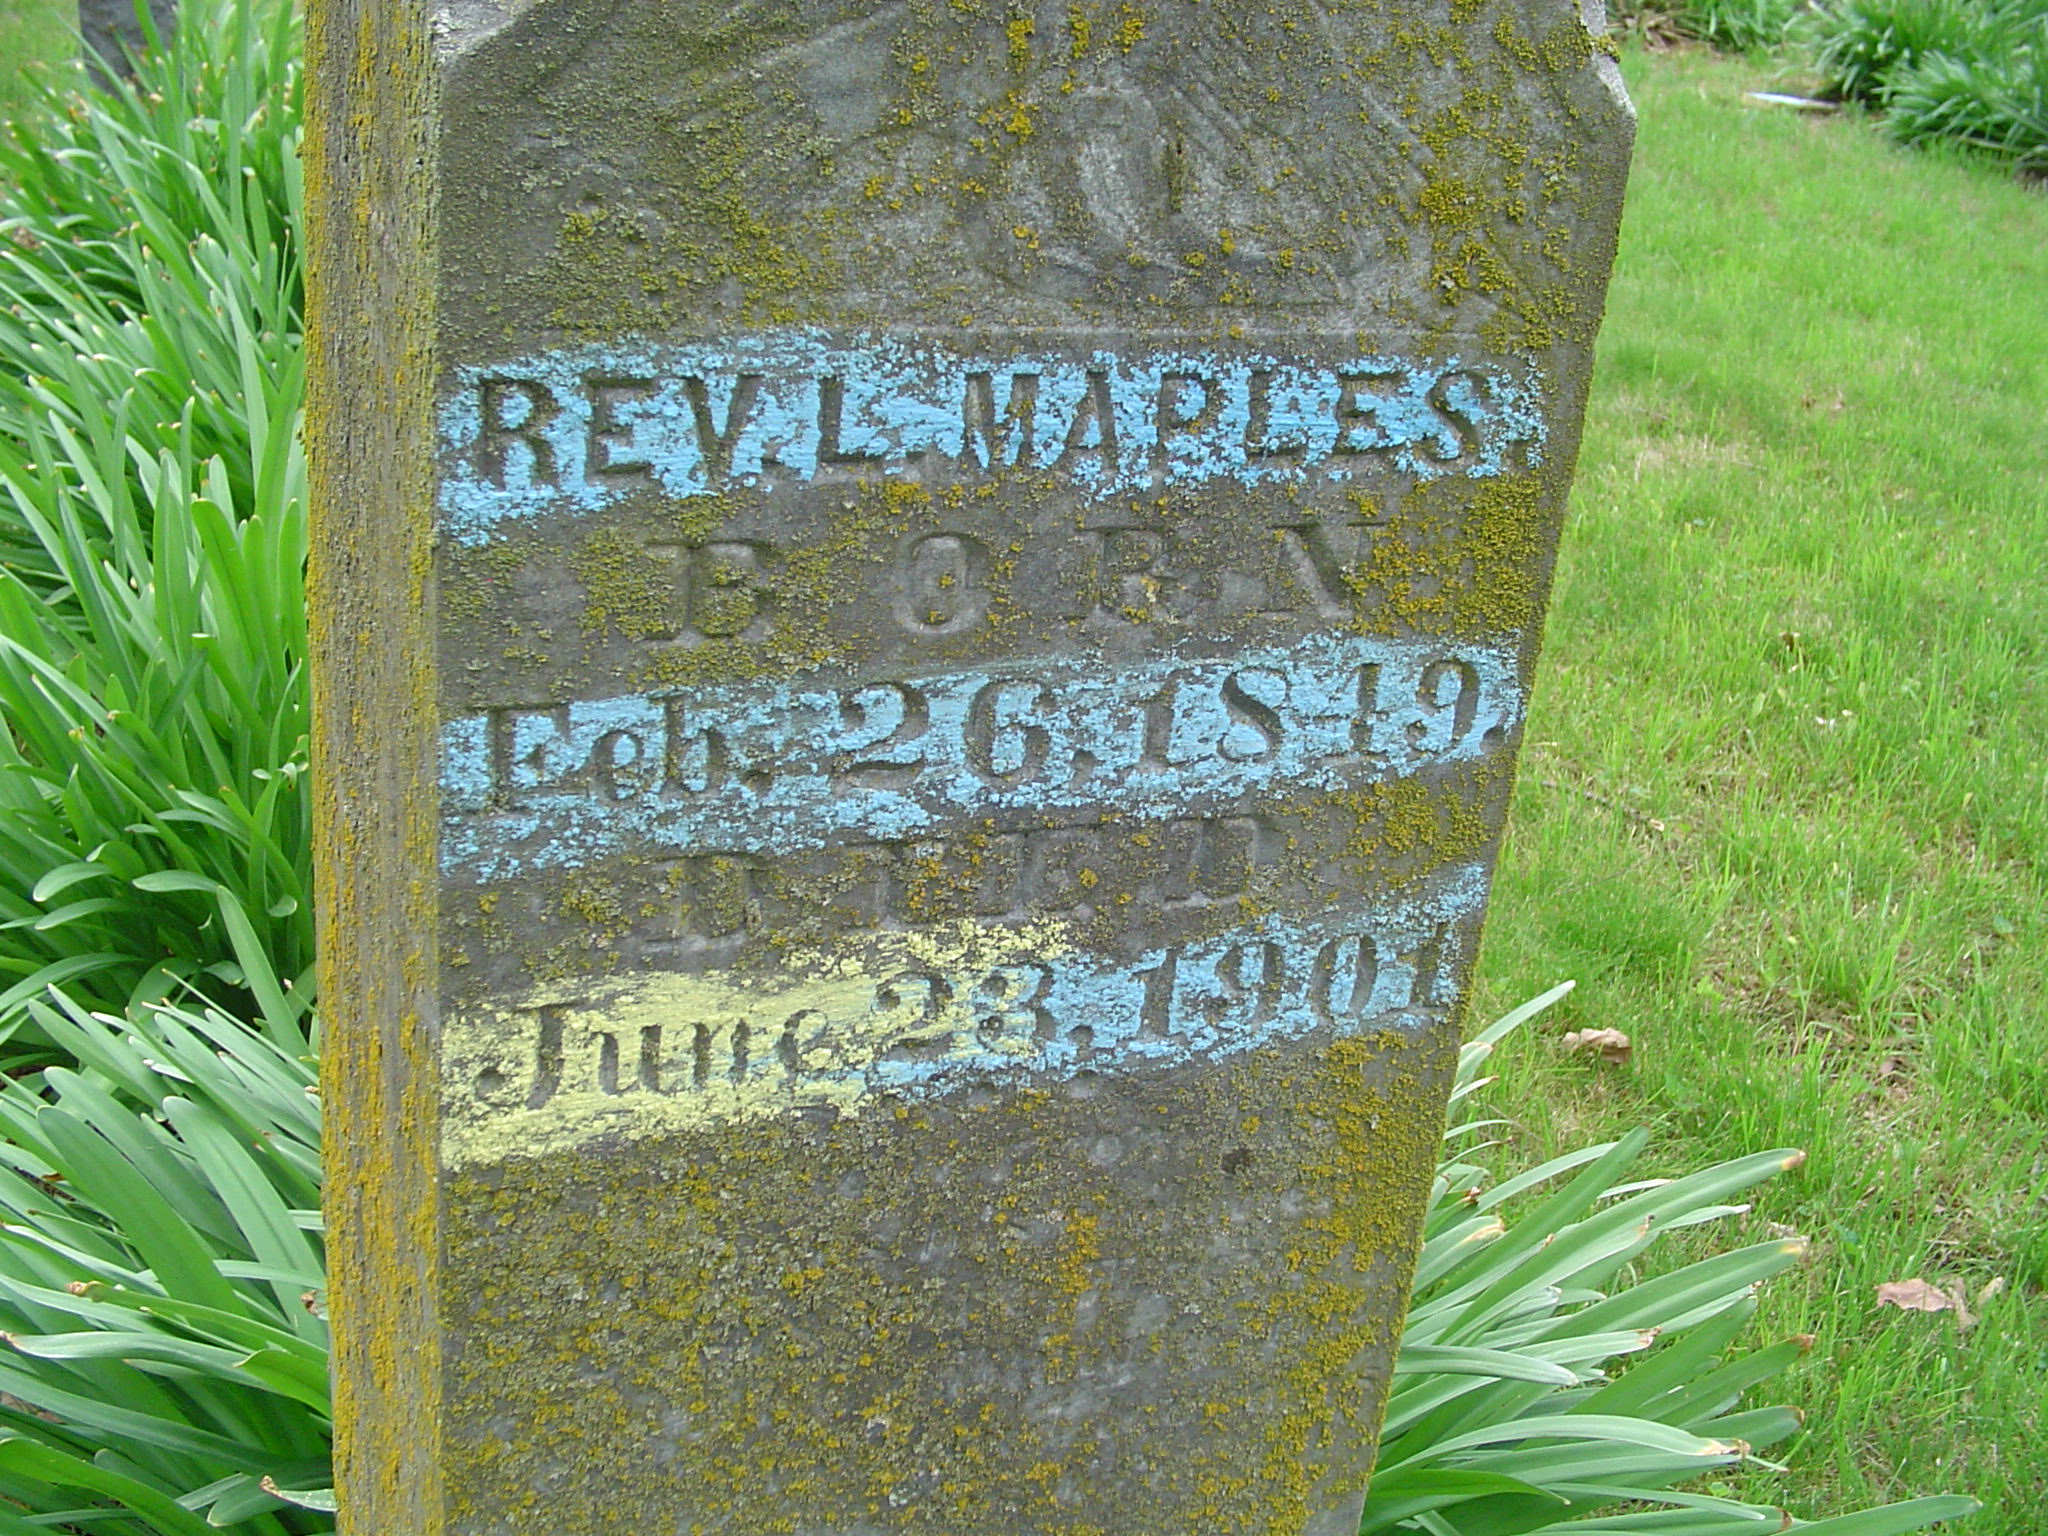 REV. L. MAPLES.
BORN
Feb. 26, 1849.
DIED
June 28, 1901